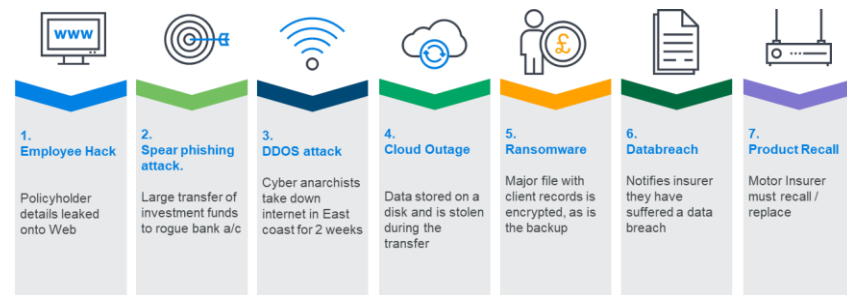 www
1.
Employee Hack
Policyholder
details leaked
onto Web
2.
Spear phishing
attack.
Large transfer of
investment funds
to rogue bank a/c
3.
DDOS attack
Cyber anarchists
take down
internet in East
coast for 2 weeks
4.
Cloud Outage
Data stored on a
disk and is stolen
during the
transfer
£
5.
Ransomware
Major file with
client records is
encrypted, as is
the backup
6.
Databreach
Notifies insurer
they have
suffered a data
breach
7.
Product Recall
Motor Insurer
must recall /
replace